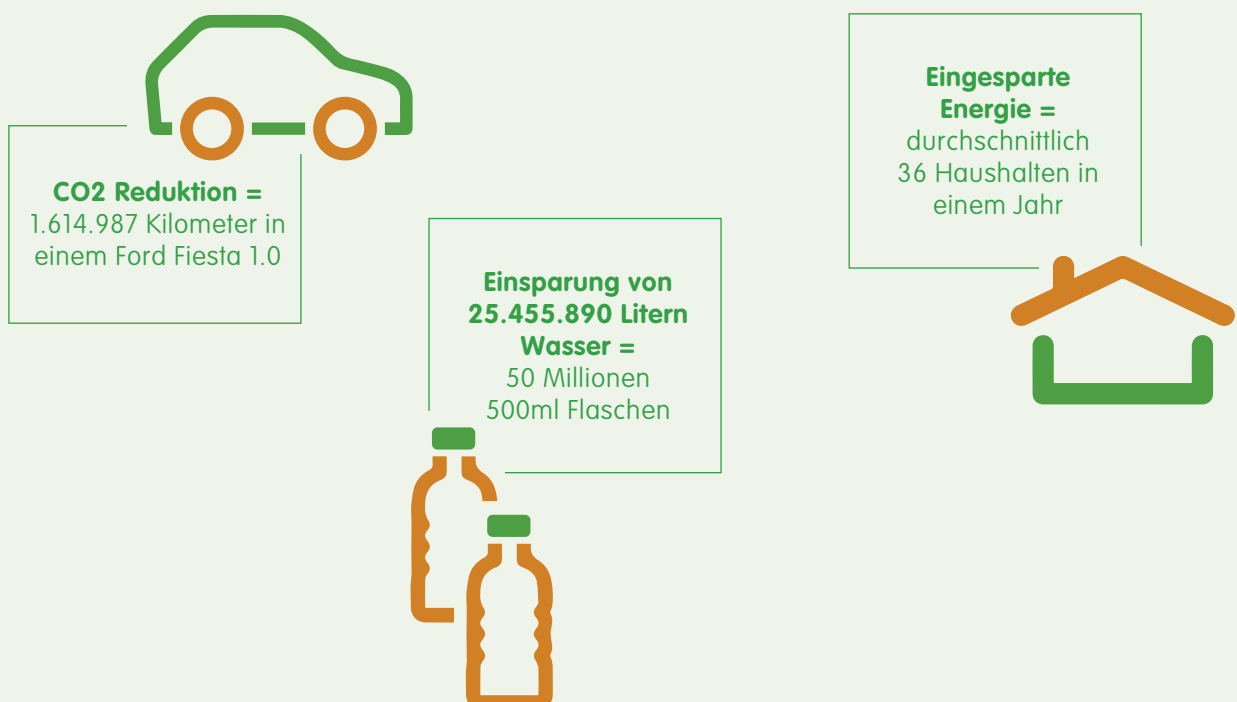 CO2 Reduktion =
1.614.987 Kilometer in
einem Ford Fiesta 1.0
Einsparung von
25.455.890 Litern
Wasser =
50 Millionen
500ml Flaschen
Eingesparte
Energie =
durchschnittlich
36 Haushalten in
einem Jahr